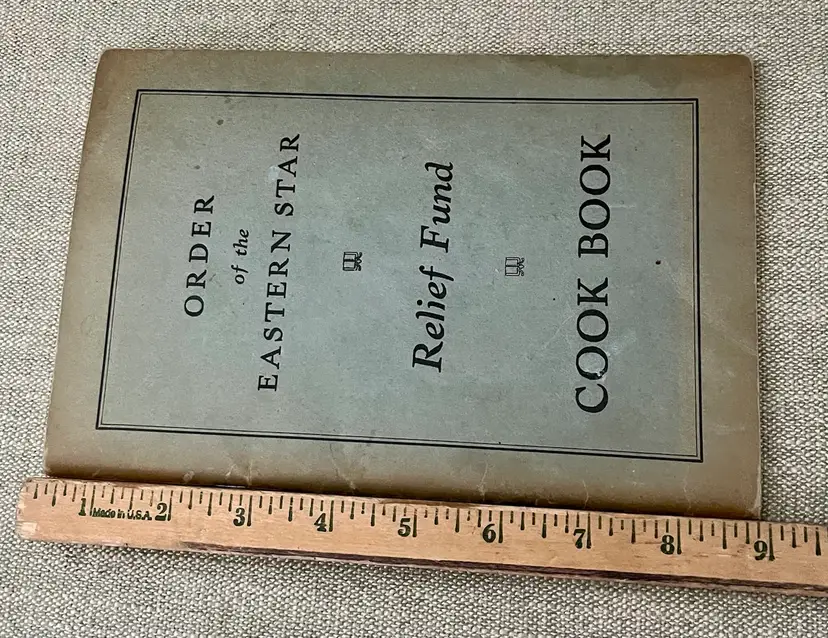 ORDER
of the
EASTERN STAR
Relief Fund
COOK BOOK
1 Made in U.S.A. 2 3 4 5 6 7 8 9